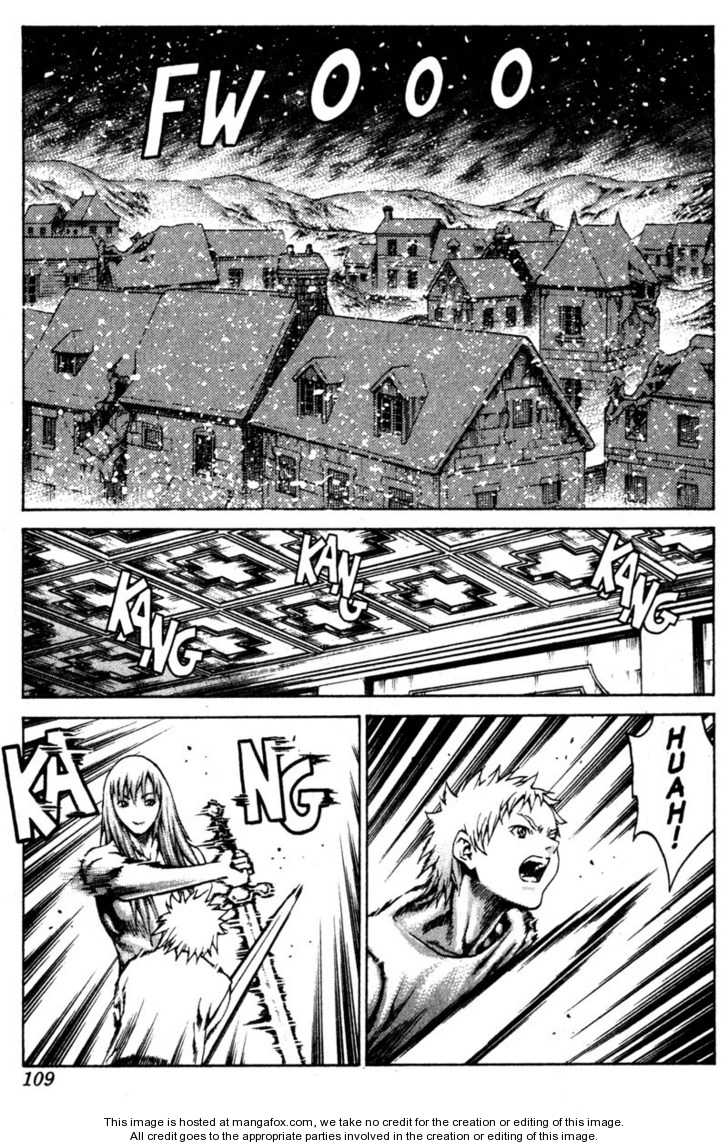 FWOOO
KANG
KANG
KANG
KANG
HUAH!
109
This image is hosted at mangafox.com, we take no credit for the creation or editing of this image.
All credit goes to the appropriate parties involved in the creation or editing of this image.